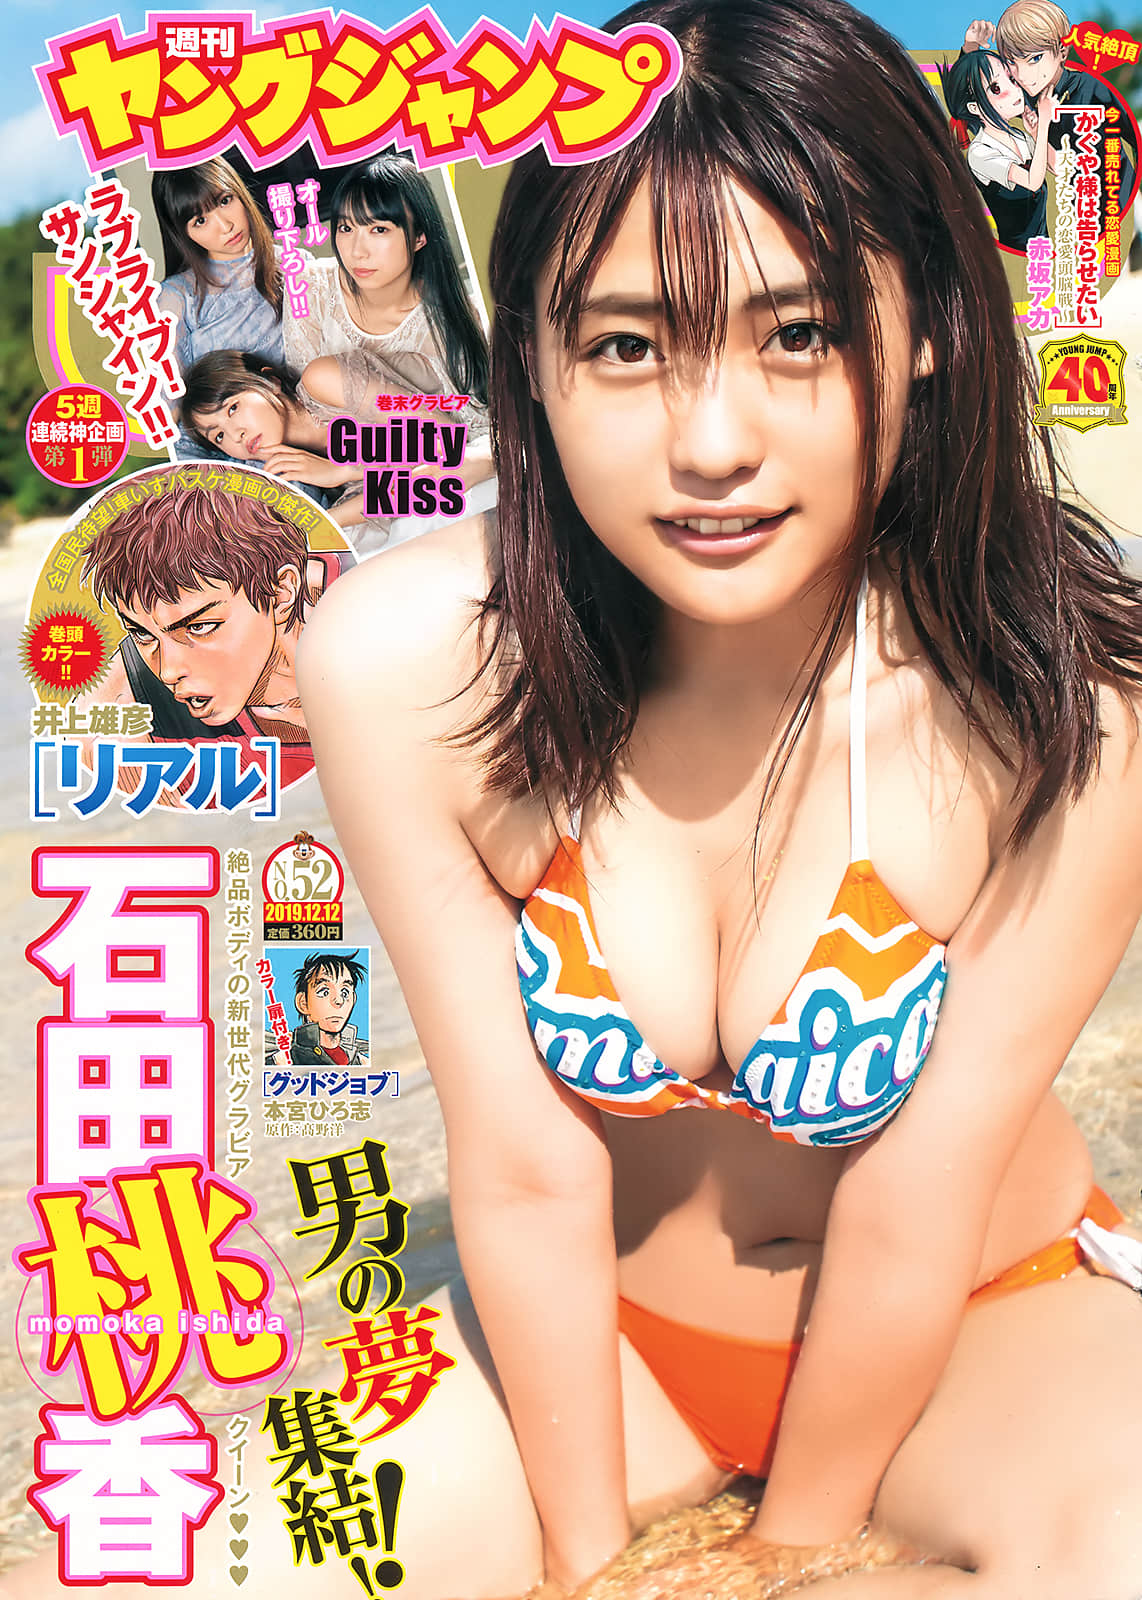 週刊
ヤングジャンプ
人気絶頂!
今一番売れてる恋愛漫画
[かぐや様は告らせたい]
〜天才たちの恋愛頭脳戦〜
赤坂アカ
★★★YOUNG JUMP★★★
40周年
Anniversary
ラブライブ!
サンシャイン!!
オール
撮り下ろし!!
5週
連続神企画
第1弾
巻末グラビア
Guilty
Kiss
全国民待望!車いすバスケ漫画の傑作!
巻頭
カラー!!
井上雄彦
[リアル]
NO.52
2019.12.12
定価360円
カラー扉付き!
[グッドジョブ]
本宮ひろ志
原作:高野洋
絶品ボディの新世代グラビア
クイーン♥♥♥
石田桃香
momoka ishida
男の夢
集結!!